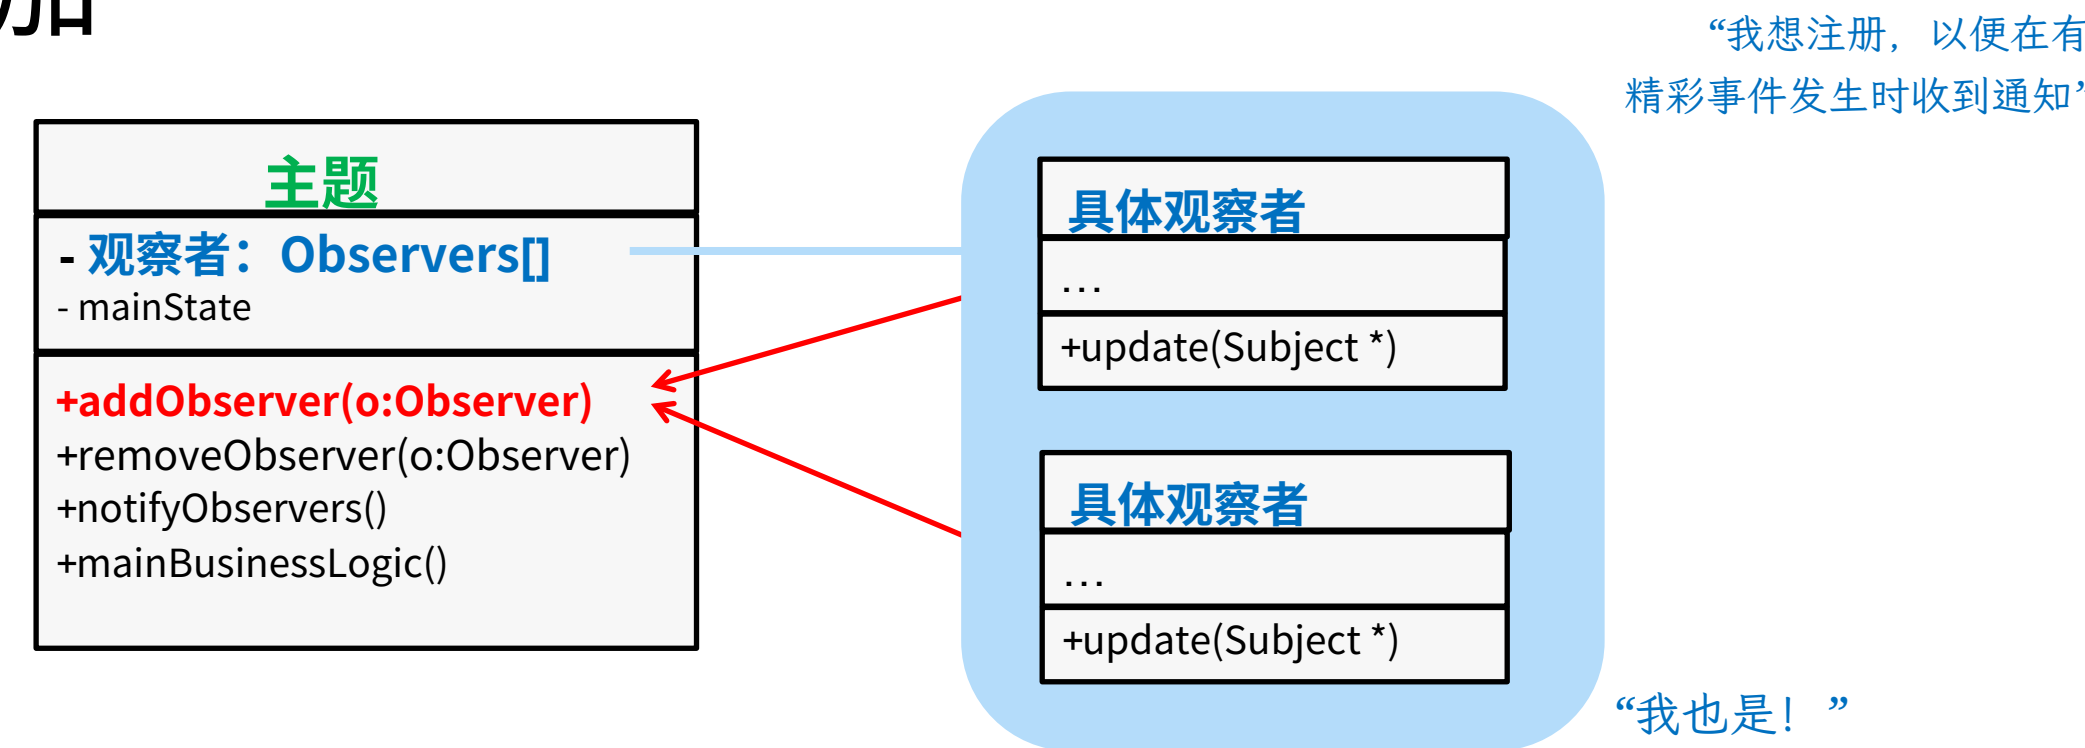 加
“我想注册，以便在有
精彩事件发生时收到通知”
主题
- 观察者：Observers[]
- mainState
+addObserver(o:Observer)
+removeObserver(o:Observer)
+notifyObservers()
+mainBusinessLogic()
具体观察者
…
+update(Subject *)
具体观察者
…
+update(Subject *)
“我也是！”